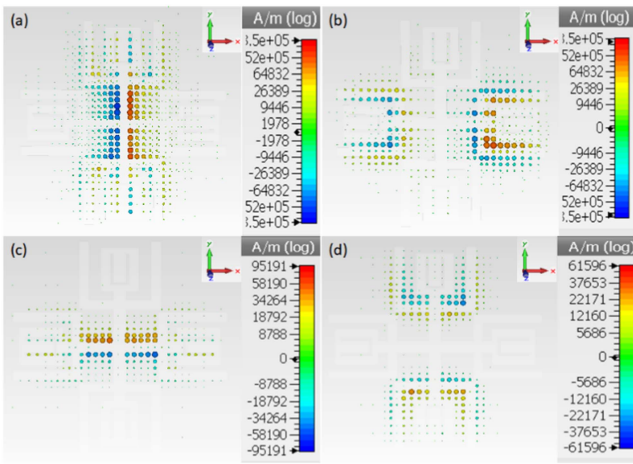 (a)
y
x
z
A/m (log)
3.5e+05
52e+05
64832
26389
9446
1978
-9446
-26389
-64832
52e+05
3.5e+05
(b)
y
x
z
A/m (log)
3.5e+05
52e+05
64832
26389
9446
0
-9446
-26389
-64832
52e+05
3.5e+05
(c)
y
x
z
A/m (log)
95191
58190
34264
18792
8788
0
-8788
-18792
-34264
-58190
-95191
(d)
y
x
z
A/m (log)
61596
37653
22171
12160
5686
0
-5686
-12160
-22171
-37653
-61596